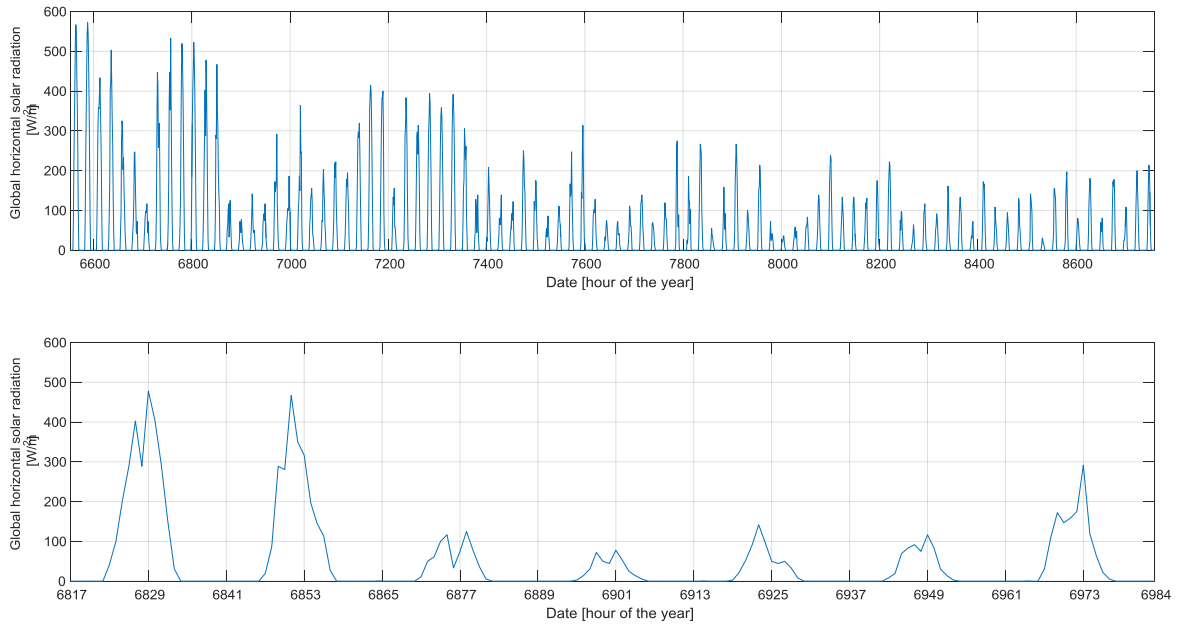 600
500
400
300
200
100
0
Global horizontal solar radiation
[W/m²]
6600 6800 7000 7200 7400 7600 7800 8000 8200 8400 8600
Date [hour of the year]
600
500
400
300
200
100
0
Global horizontal solar radiation
[W/m²]
6817 6829 6841 6853 6865 6877 6889 6901 6913 6925 6937 6949 6961 6973 6984
Date [hour of the year]